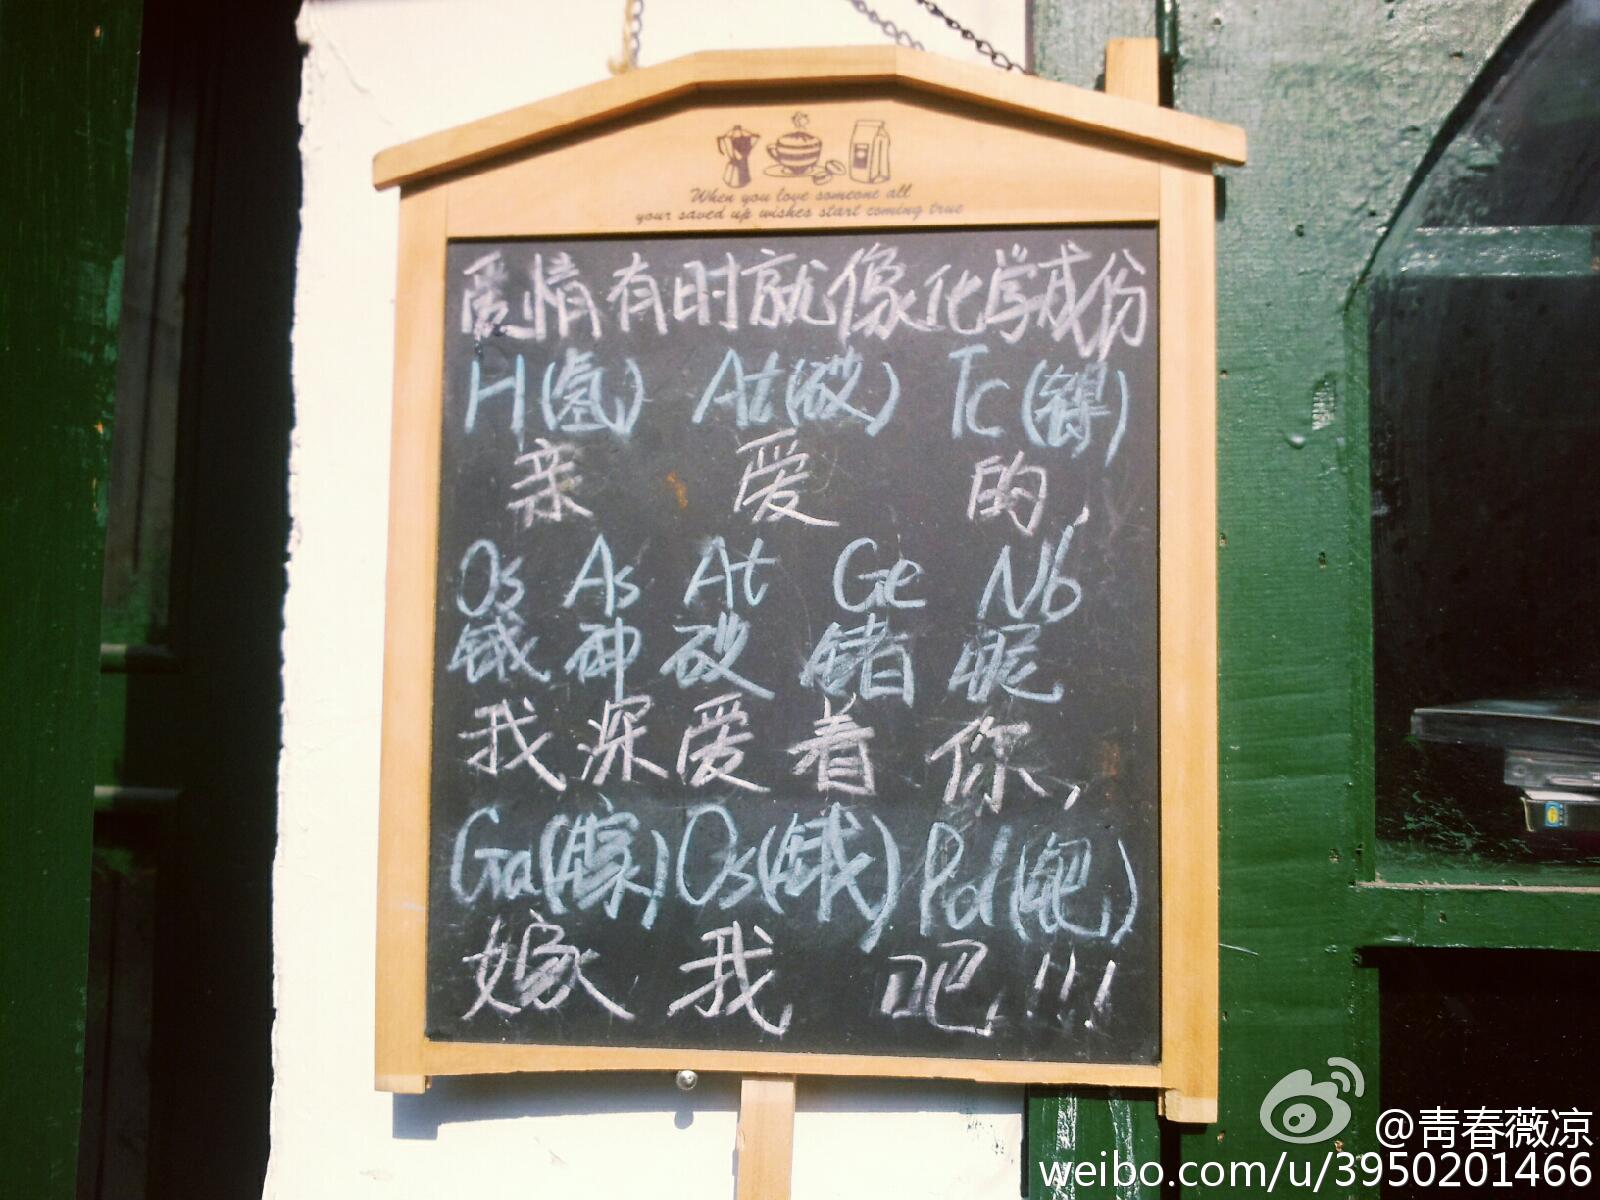 When you love someone all
your saved up wishes start coming true
爱情有时就像化学成份
H(氢) At(砹) Tc(锝)
亲 爱 的,
Os As At Ge Nb
锇 砷 砹 锗 昵
我深爱着你,
Ga(镓) Os(锇) Pd(钯)
嫁 我 吧!!!
@青春薇凉
weibo.com/u/3950201466